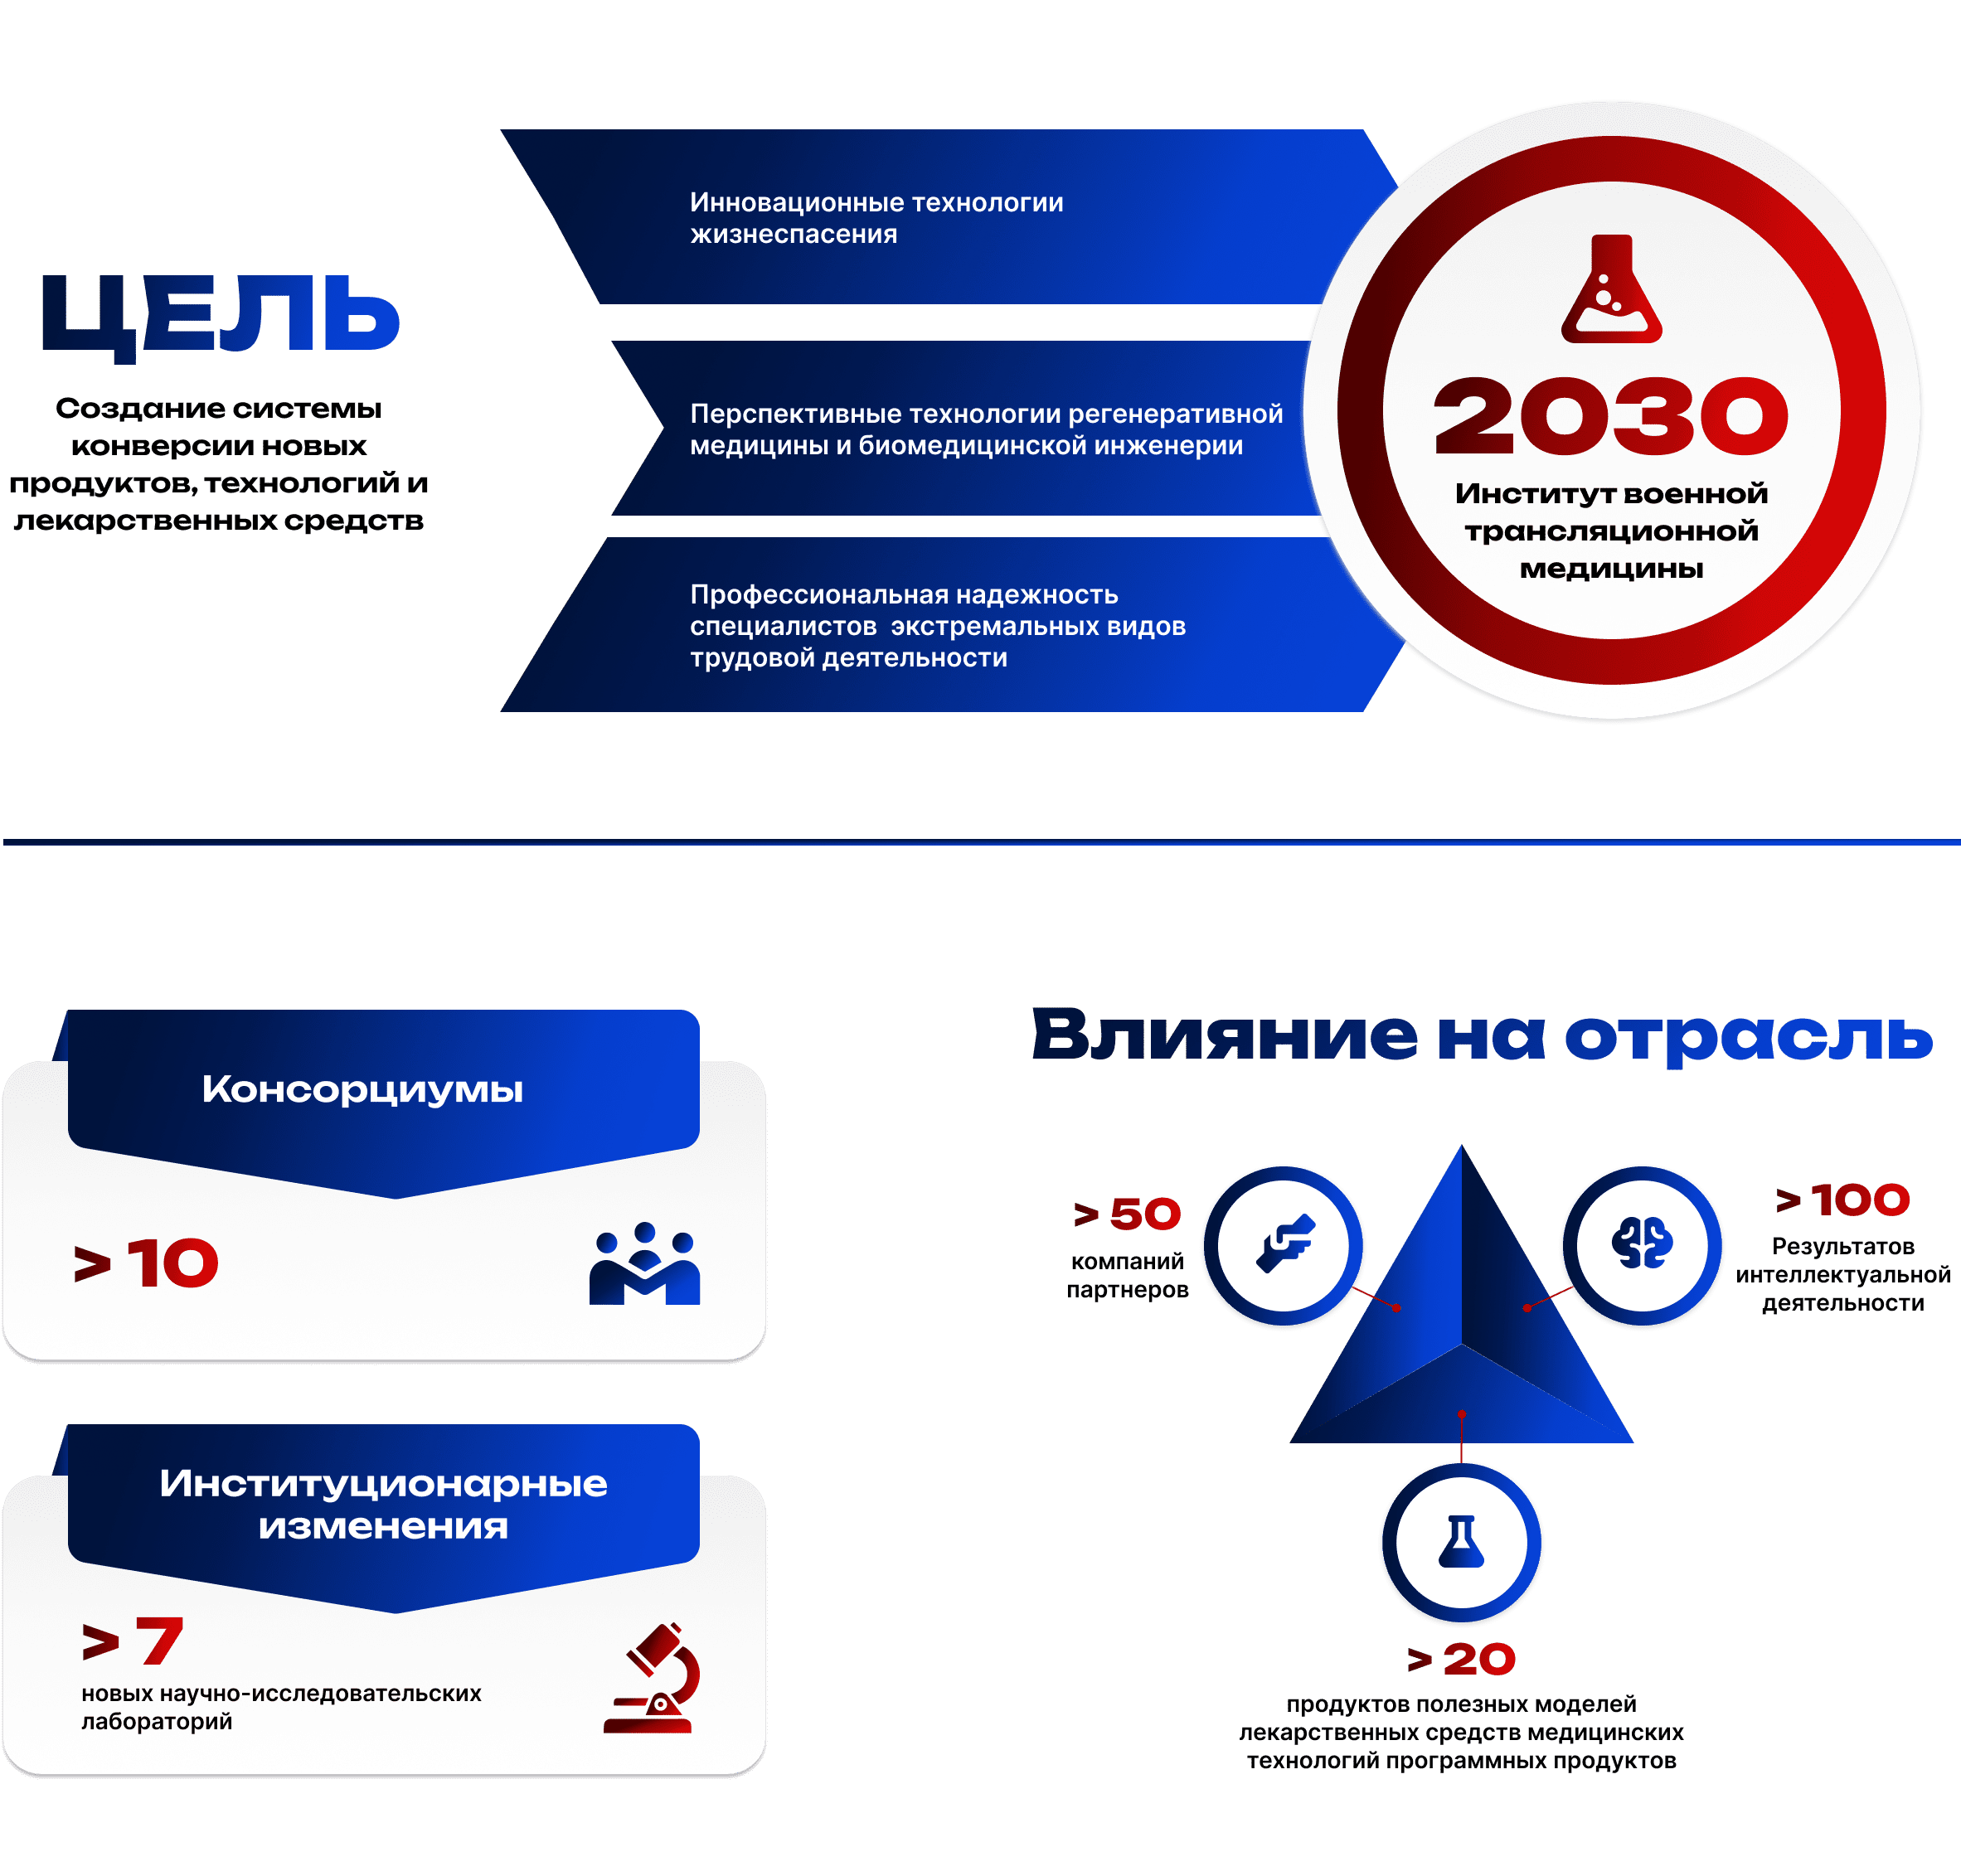 ЦЕЛЬ
Создание системы
конверсии новых
продуктов, технологий и
лекарственных средств
Инновационные технологии
жизнеспасения
Перспективные технологии регенеративной
медицины и биомедицинской инженерии
Профессиональная надежность
специалистов экстремальных видов
трудовой деятельности
2030
Институт военной
трансляционной
медицины
Консорциумы
> 10
Институционарные
изменения
> 7
новых научно-исследовательских
лабораторий
Влияние на отрасль
> 50
компаний
партнеров
> 100
Результатов
интеллектуальной
деятельности
> 20
продуктов полезных моделей
лекарственных средств медицинских
технологий программных продуктов